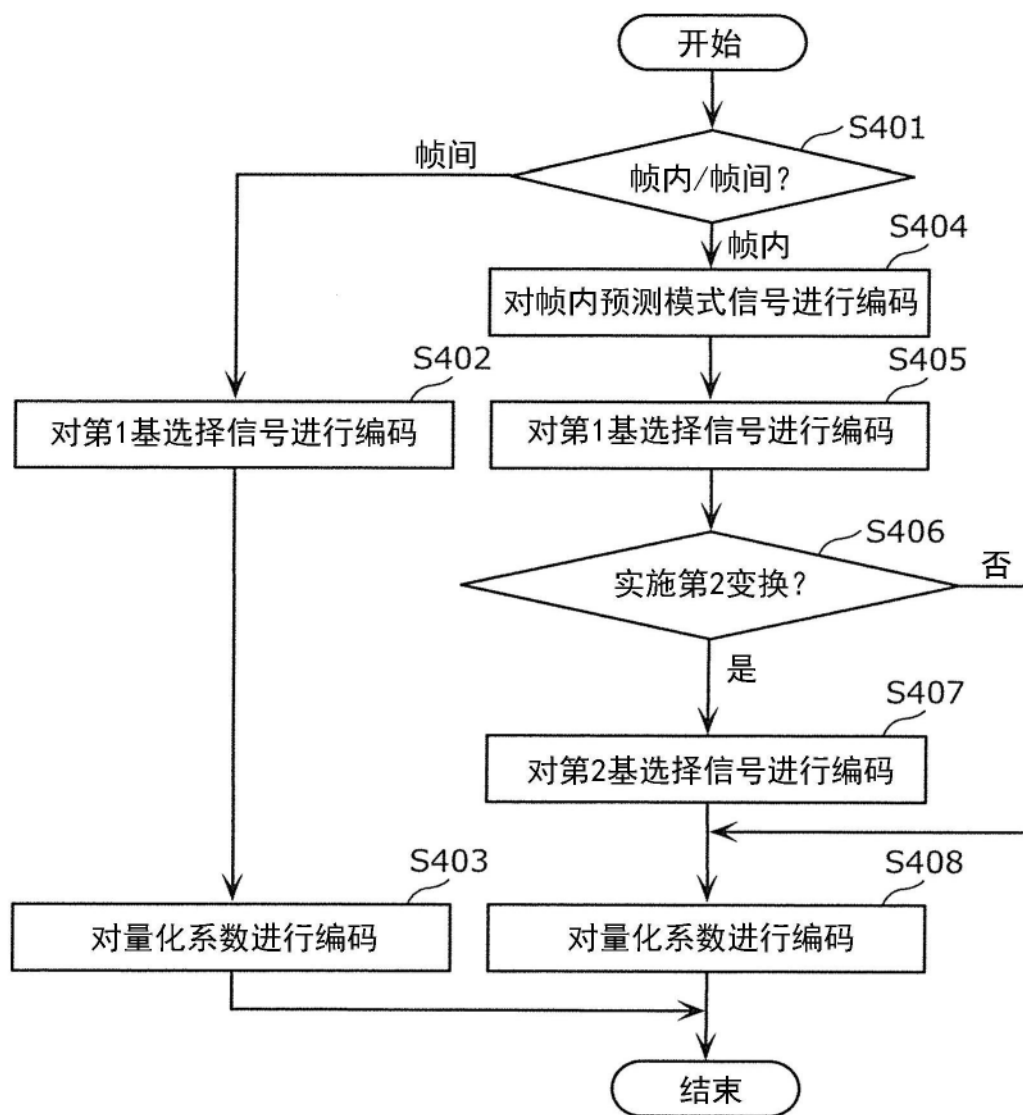 开始
S401
帧间
帧内/帧间?
帧内
S404
对帧内预测模式信号进行编码
S402
S405
对第1基选择信号进行编码
对第1基选择信号进行编码
S406
实施第2变换?
否
是
S407
对第2基选择信号进行编码
S403
S408
对量化系数进行编码
对量化系数进行编码
结束